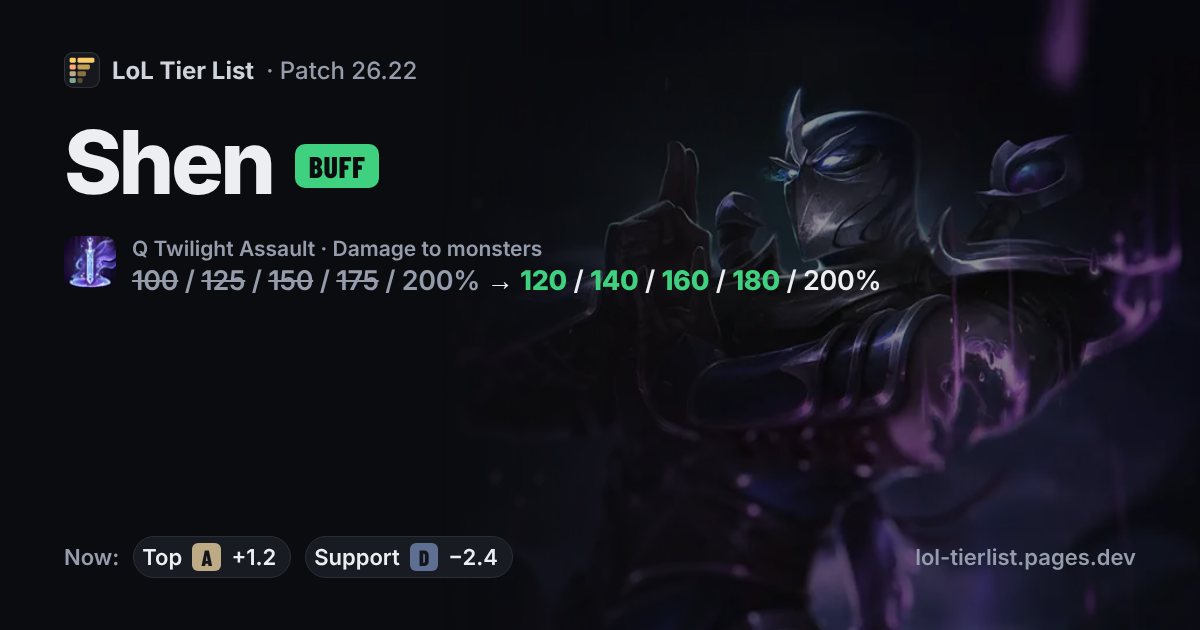 LoL Tier List · Patch 26.22
Shen BUFF
Q Twilight Assault · Damage to monsters
100 / 125 / 150 / 175 / 200% → 120 / 140 / 160 / 180 / 200%
Now: Top A +1.2 Support D −2.4
lol-tierlist.pages.dev